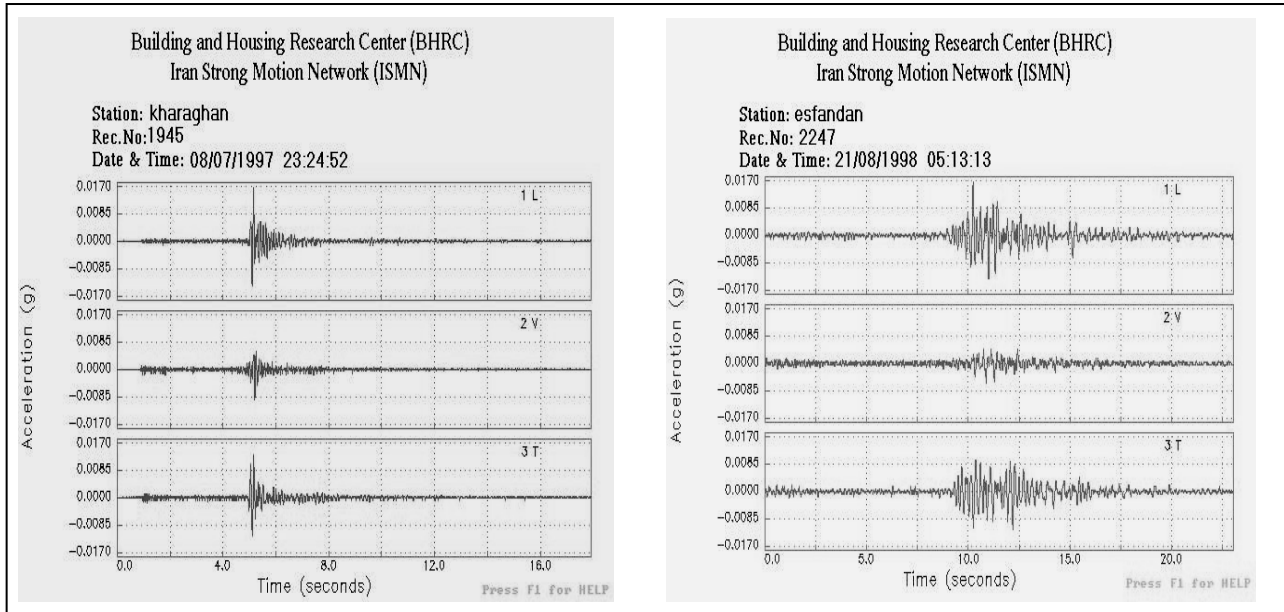 Building and Housing Research Center (BHRC)
Iran Strong Motion Network (ISMN)
Station: kharaghan
Rec.No:1945
Date & Time: 08/07/1997 23:24:52
Acceleration (g)
0.0170
0.0085
0.0000
-0.0085
-0.0170
1 L
0.0170
0.0085
0.0000
-0.0085
-0.0170
2 V
0.0170
0.0085
0.0000
-0.0085
-0.0170
3 T
0.0 4.0 8.0 12.0 16.0
Time (seconds)
Press F1 for HELP
Building and Housing Research Center (BHRC)
Iran Strong Motion Network (ISMN)
Station: esfandan
Rec.No: 2247
Date & Time: 21/08/1998 05:13:13
Acceleration (g)
0.0170
0.0085
0.0000
-0.0085
-0.0170
1 L
0.0170
0.0085
0.0000
-0.0085
-0.0170
2 V
0.0170
0.0085
0.0000
-0.0085
-0.0170
3 T
0.0 5.0 10.0 15.0 20.0
Time (seconds)
Press F1 for HELP